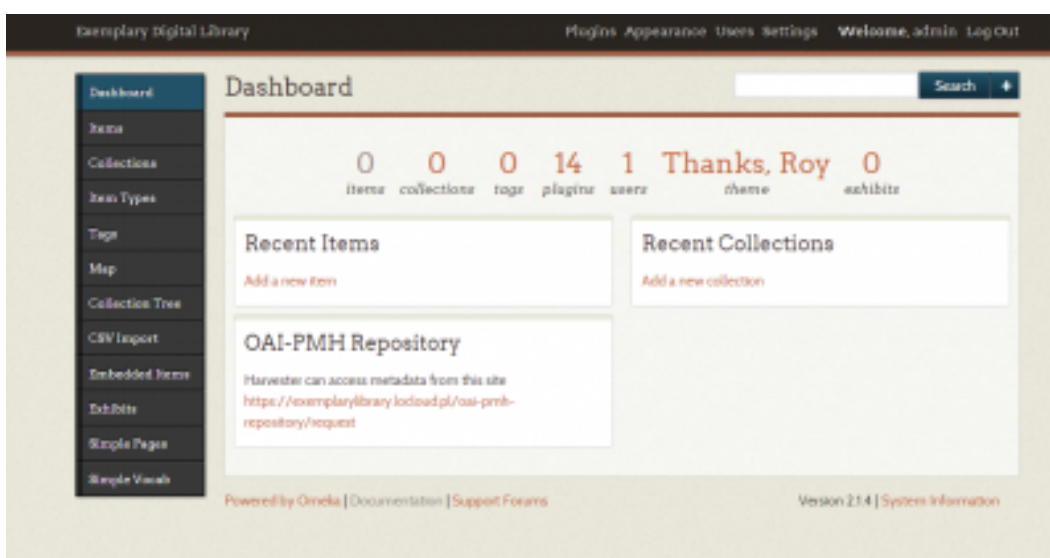 Exemplary Digital Library
Plugins Appearance Users Settings Welcome, admin Log Out
Dashboard
Items
Collections
Item Types
Tags
Map
Collection Tree
CSV Import
Embedded Items
Exhibits
Simple Pages
Simple Vocab
Dashboard
Search +
0 0 0 14 1 Thanks, Roy 0
items collections tags plugins users theme exhibits
Recent Items
Add a new item
Recent Collections
Add a new collection
OAI-PMH Repository
Harvester can access metadata from this site
https://exemplarylibrary.locloud.pl/oai-pmh-
repository/request
Powered by Omeka | Documentation | Support Forums
Version 2.1.4 | System Information